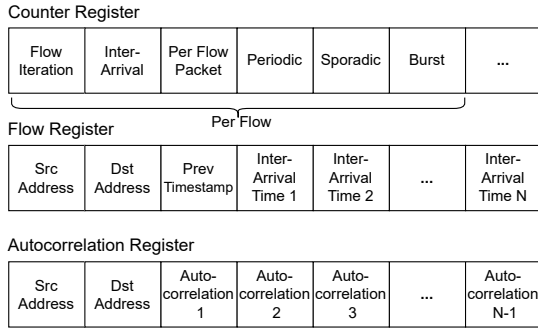 Counter Register
Flow Iteration
Inter-Arrival
Per Flow Packet
Periodic
Sporadic
Burst
...
Per Flow
Flow Register
Src Address
Dst Address
Prev Timestamp
Inter-Arrival Time 1
Inter-Arrival Time 2
...
Inter-Arrival Time N
Autocorrelation Register
Src Address
Dst Address
Auto-correlation 1
Auto-correlation 2
Auto-correlation 3
...
Auto-correlation N-1